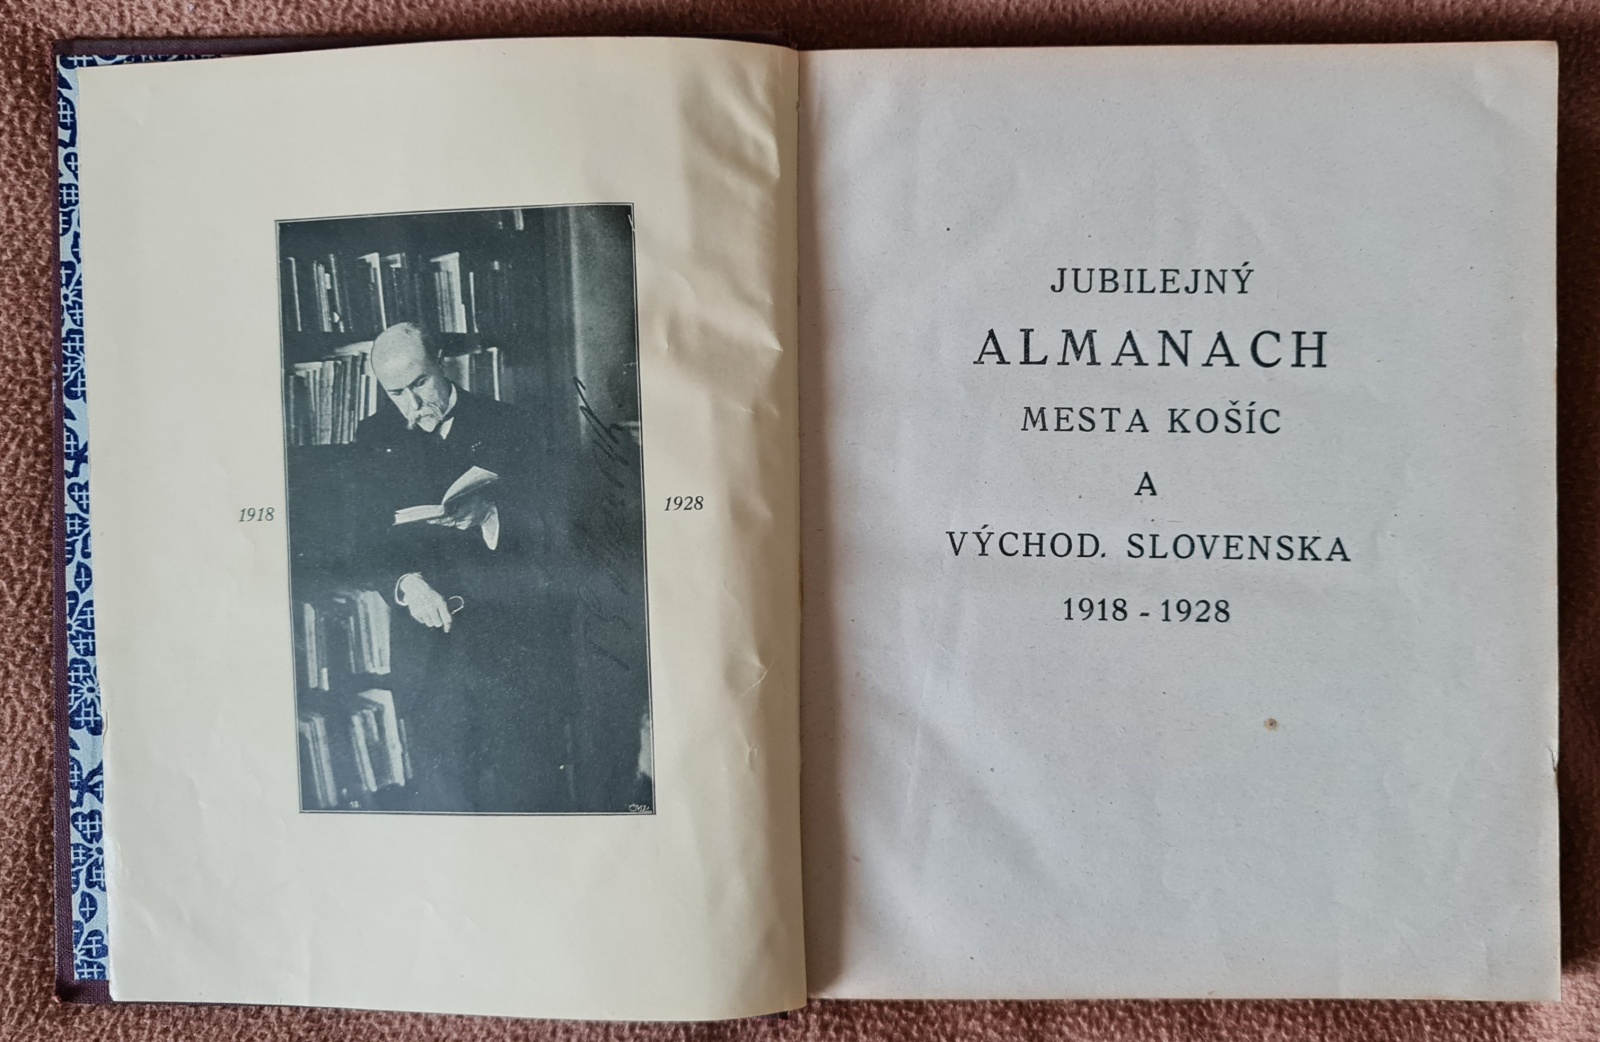 1918
1928
JUBILEJNÝ
ALMANACH
MESTA KOŠÍC
A
VÝCHOD. SLOVENSKA
1918 - 1928